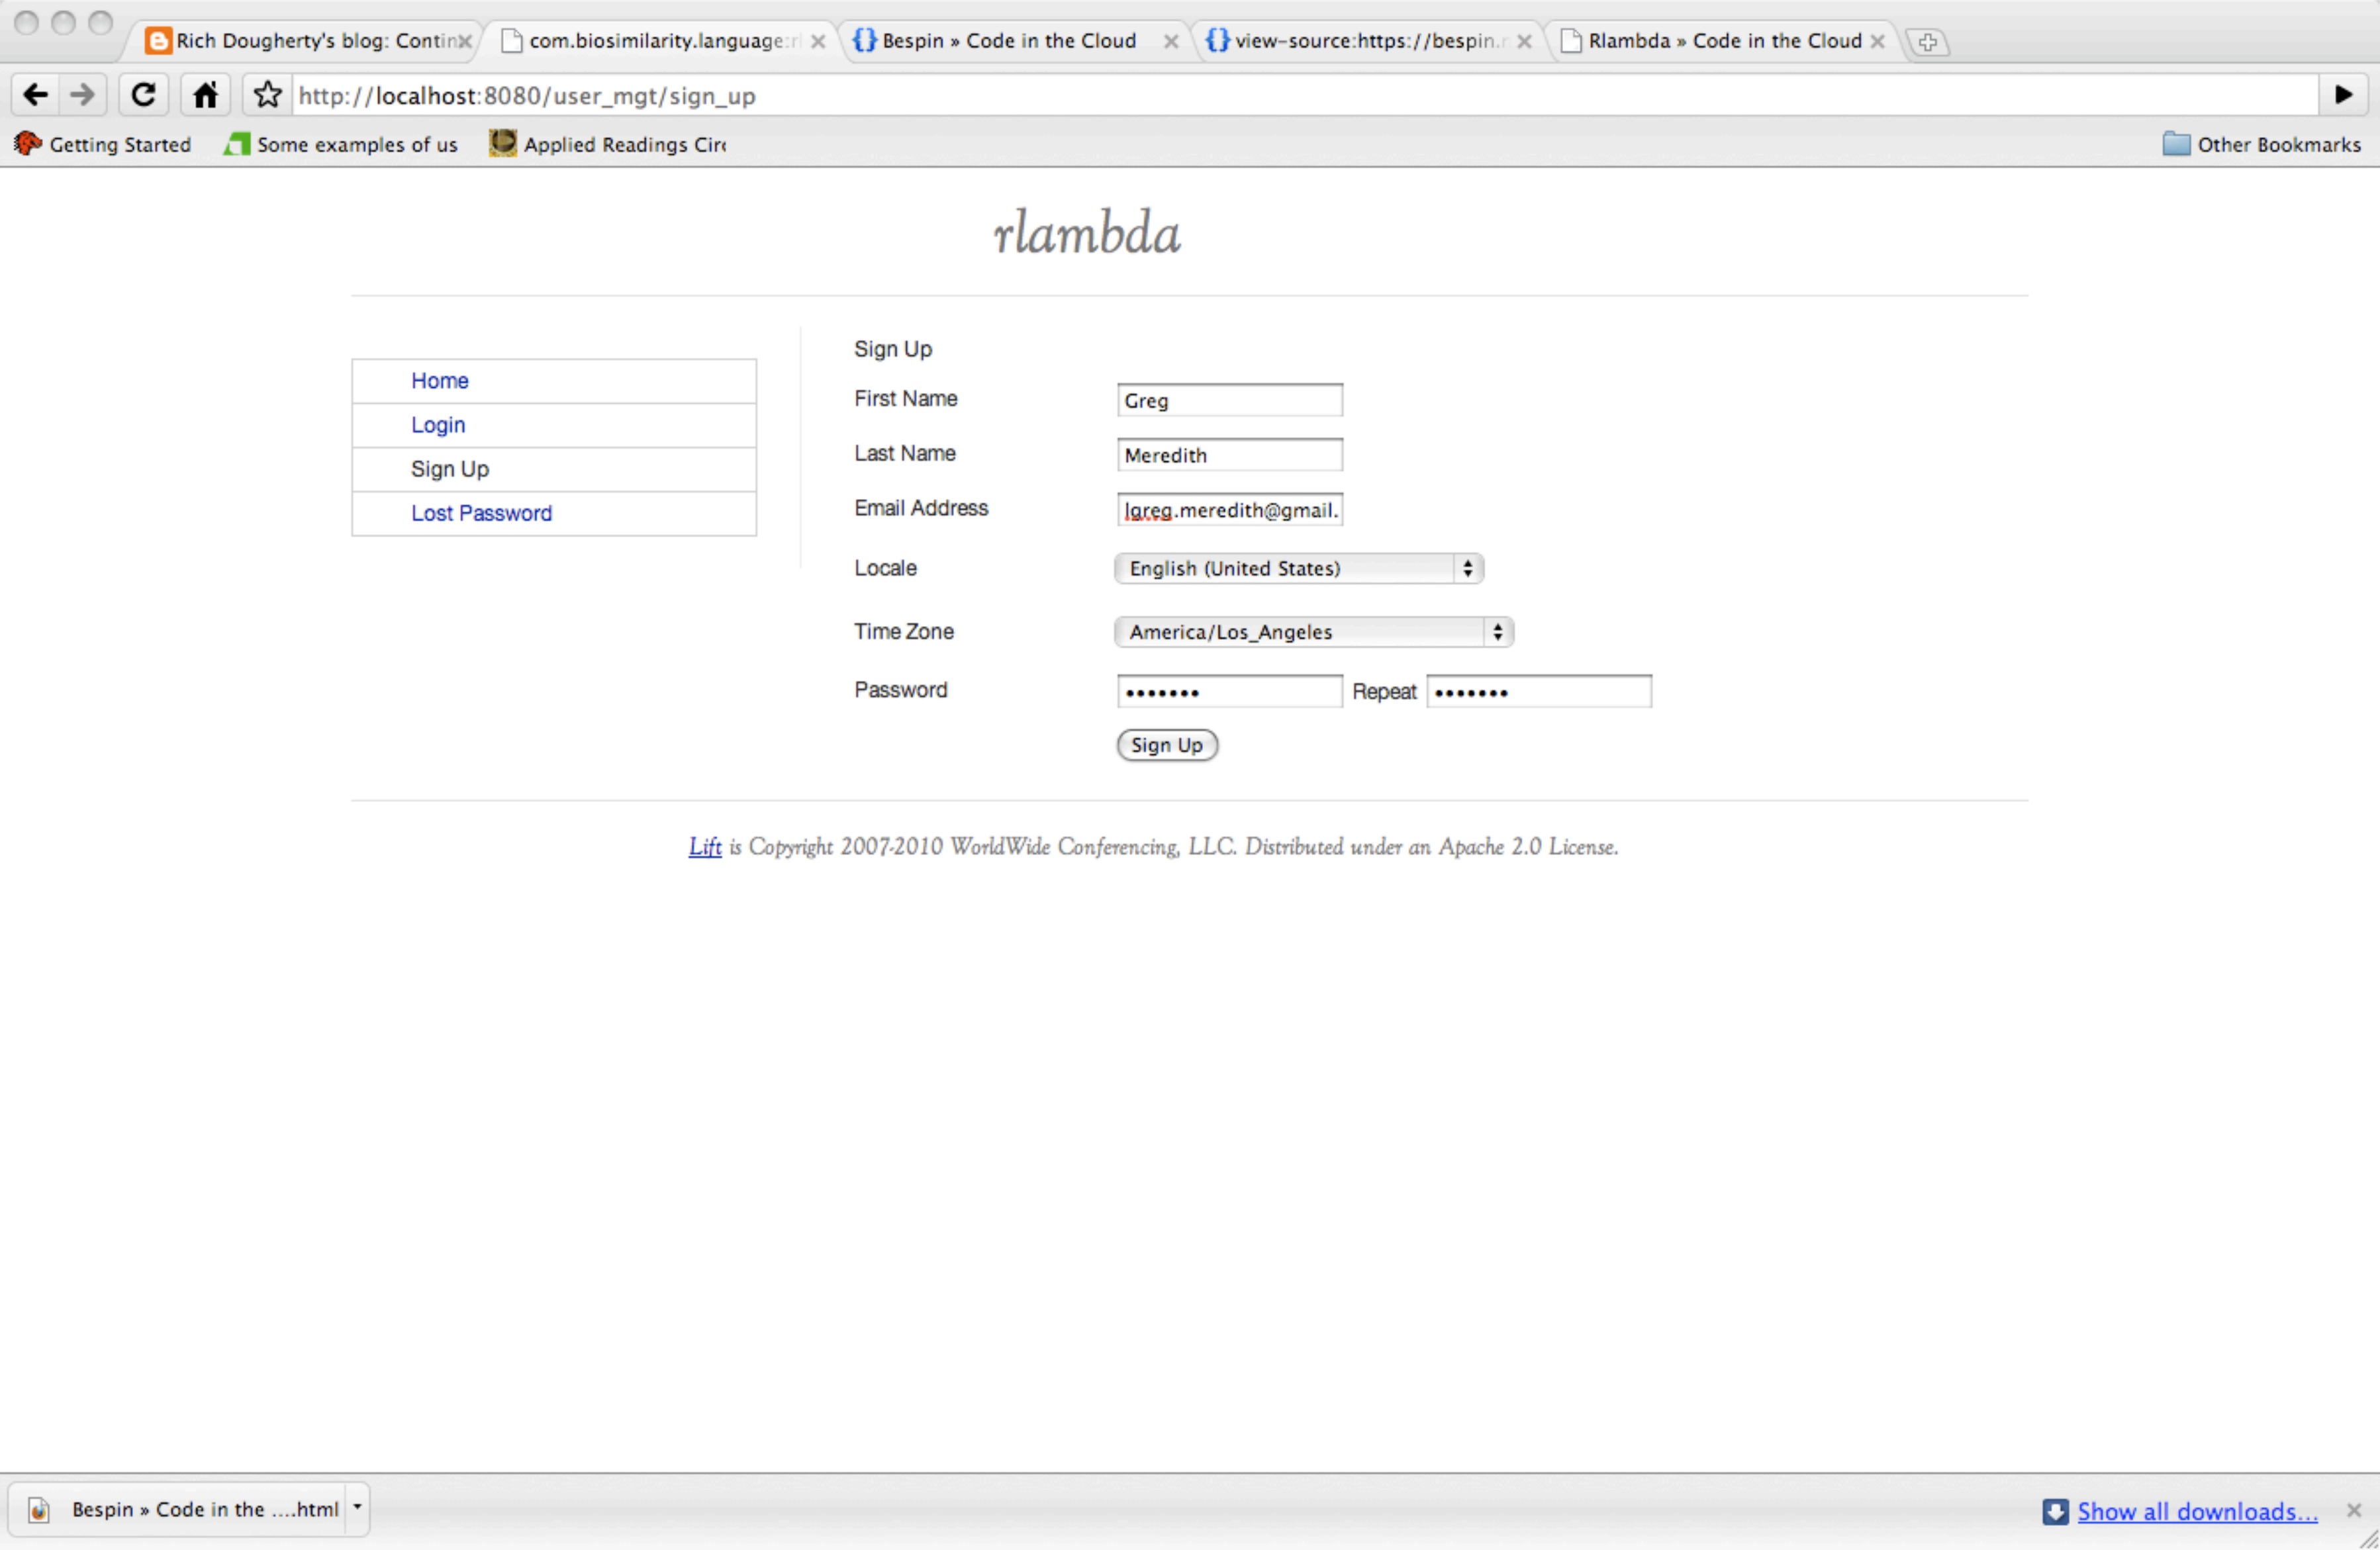 Rich Dougherty's blog: Contin
com.biosimilarity.language:rl
Bespin » Code in the Cloud
view-source:https://bespin.
Rlambda » Code in the Cloud
http://localhost:8080/user_mgt/sign_up
Getting Started
Some examples of us
Applied Readings Circ
Other Bookmarks
rlambda
Home
Login
Sign Up
Lost Password
Sign Up
First Name Greg
Last Name Meredith
Email Address lgreg.meredith@gmail.
Locale English (United States)
Time Zone America/Los_Angeles
Password ••••••• Repeat •••••••
Sign Up
Lift is Copyright 2007-2010 WorldWide Conferencing, LLC. Distributed under an Apache 2.0 License.
Bespin » Code in the ....html
Show all downloads...